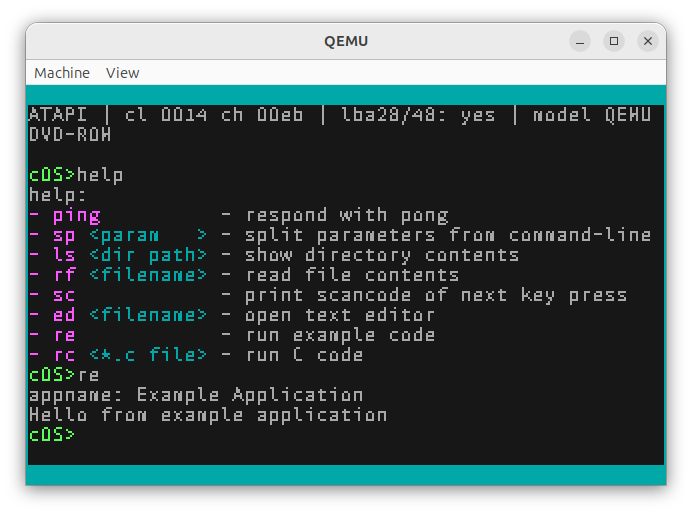 QEMU
Machine View
ATAPI | cl 0014 ch 00eb | lba28/48: yes | model QEMU
DVD-ROM
cOS>help
help:
- ping          - respond with pong
- sp <param   > - split parameters from command-line
- ls <dir path> - show directory contents
- rf <filename> - read file contents
- sc            - print scancode of next key press
- ed <filename> - open text editor
- re            - run example code
- rc <*.c file> - run C code
cOS>re
appname: Example Application
Hello from example application
cOS>